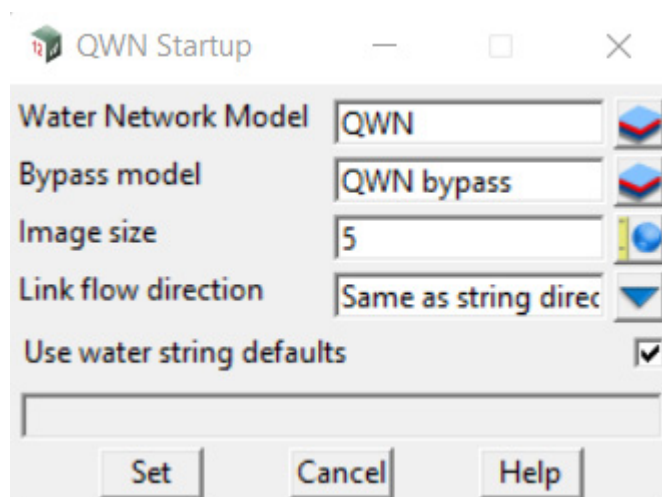 QWN Startup
Water Network Model QWN
Bypass model QWN bypass
Image size 5
Link flow direction Same as string direc
Use water string defaults
Set Cancel Help